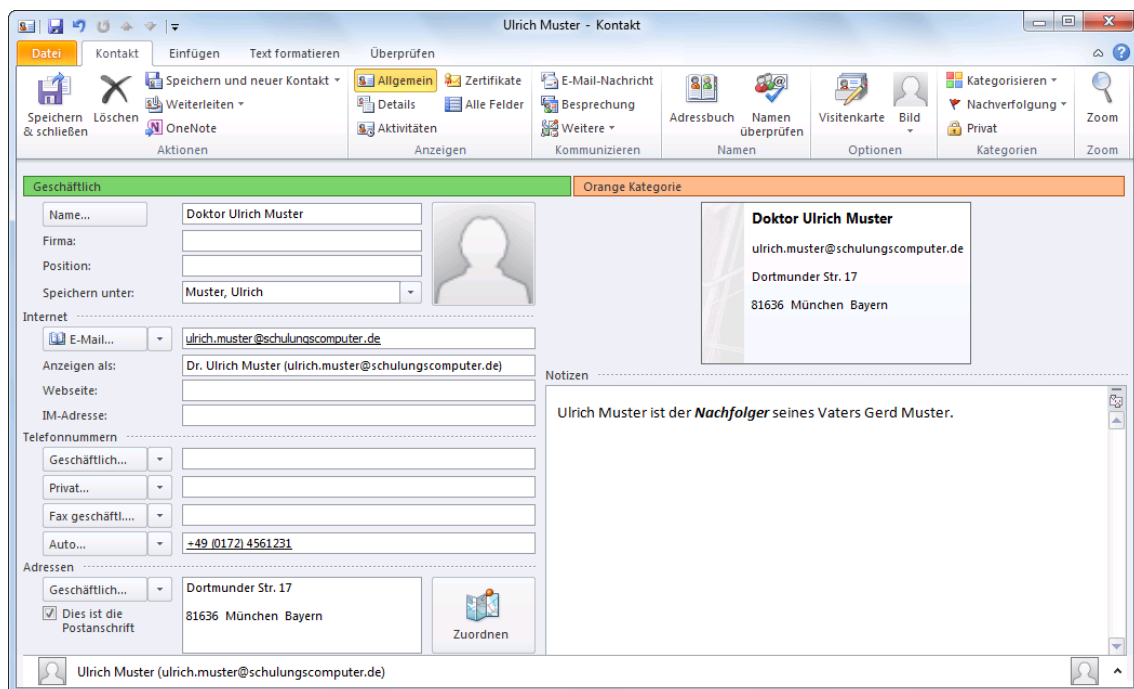 Ulrich Muster - Kontakt
Datei Kontakt Einfügen Text formatieren Überprüfen
Speichern & schließen
Löschen
Speichern und neuer Kontakt
Weiterleiten
OneNote
Aktionen
Allgemein
Details
Aktivitäten
Zertifikate
Alle Felder
Anzeigen
E-Mail-Nachricht
Besprechung
Weitere
Kommunizieren
Adressbuch
Namen überprüfen
Namen
Visitenkarte
Bild
Optionen
Kategorisieren
Nachverfolgung
Privat
Kategorien
Zoom
Zoom
Geschäftlich
Orange Kategorie
Name... Doktor Ulrich Muster
Firma:
Position:
Speichern unter: Muster, Ulrich
Internet
E-Mail... ulrich.muster@schulungscomputer.de
Anzeigen als: Dr. Ulrich Muster (ulrich.muster@schulungscomputer.de)
Webseite:
IM-Adresse:
Telefonnummern
Geschäftlich...
Privat...
Fax geschäftl....
Auto... +49 (0172) 4561231
Adressen
Geschäftlich...
Dies ist die
Postanschrift
Dortmunder Str. 17
81636 München Bayern
Zuordnen
Doktor Ulrich Muster
ulrich.muster@schulungscomputer.de
Dortmunder Str. 17
81636 München Bayern
Notizen
Ulrich Muster ist der Nachfolger seines Vaters Gerd Muster.
Ulrich Muster (ulrich.muster@schulungscomputer.de)